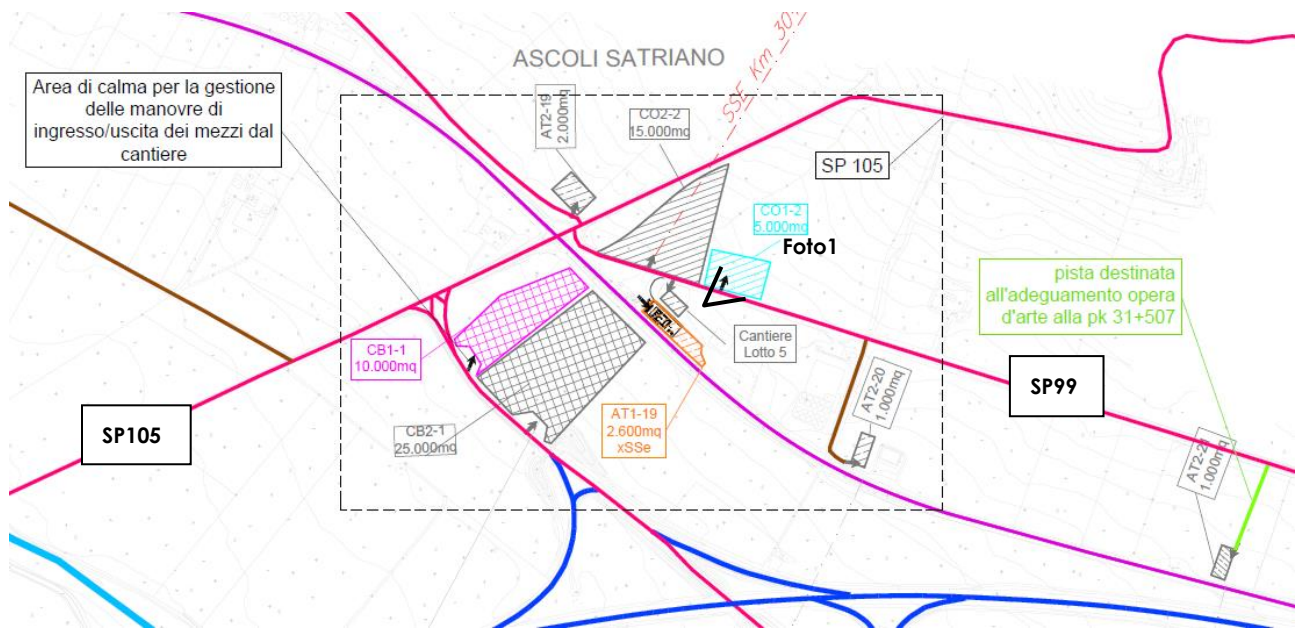 ASCOLI SATRIANO
SSE Km 30+
Area di calma per la gestione
delle manovre di
ingresso/uscita dei mezzi dal
cantiere
AT2-19
2.000mq
CO2-2
15.000mq
SP 105
CO1-2
5.000mq
Foto1
pista destinata
all'adeguamento opera
d'arte alla pk 31+507
Cantiere
Lotto 5
CB1-1
10.000mq
SP99
AT2-20
1.000mq
AT1-19
2.600mq
xSSe
SP105
CB2-1
25.000mq
AT2-21
1.000mq